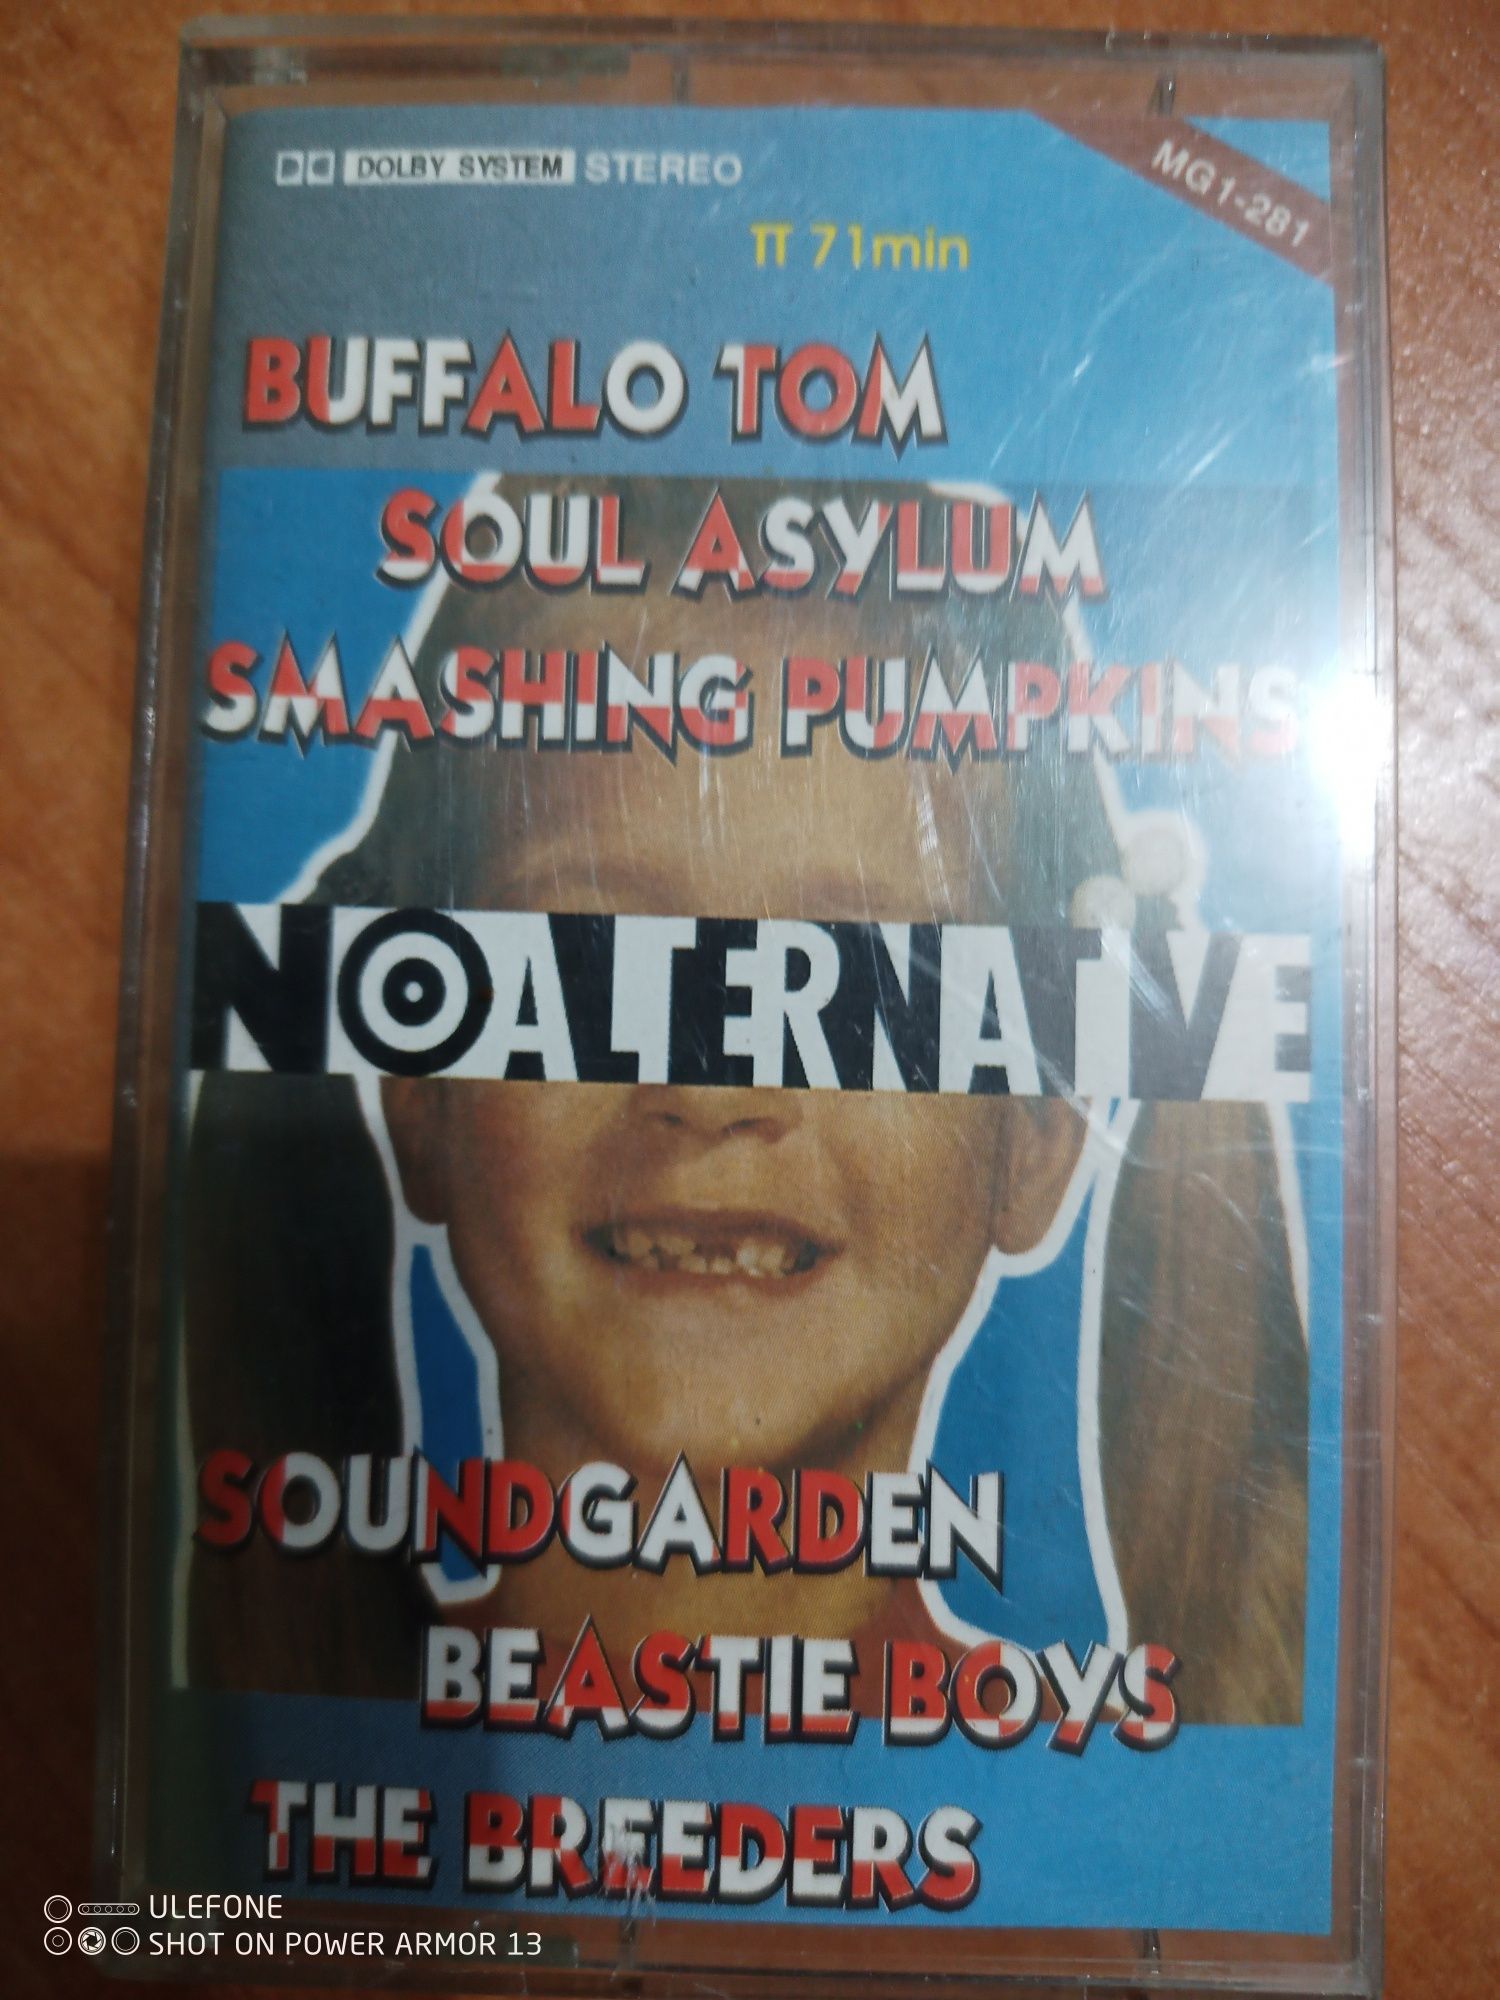 DOLBY SYSTEM STEREO
MG1-281
π 71min
BUFFALO TOM
SOUL ASYLUM
SMASHING PUMPKINS
NO ALTERNATIVE
SOUNDGARDEN
BEASTIE BOYS
THE BREEDERS
ULEFONE
SHOT ON POWER ARMOR 13